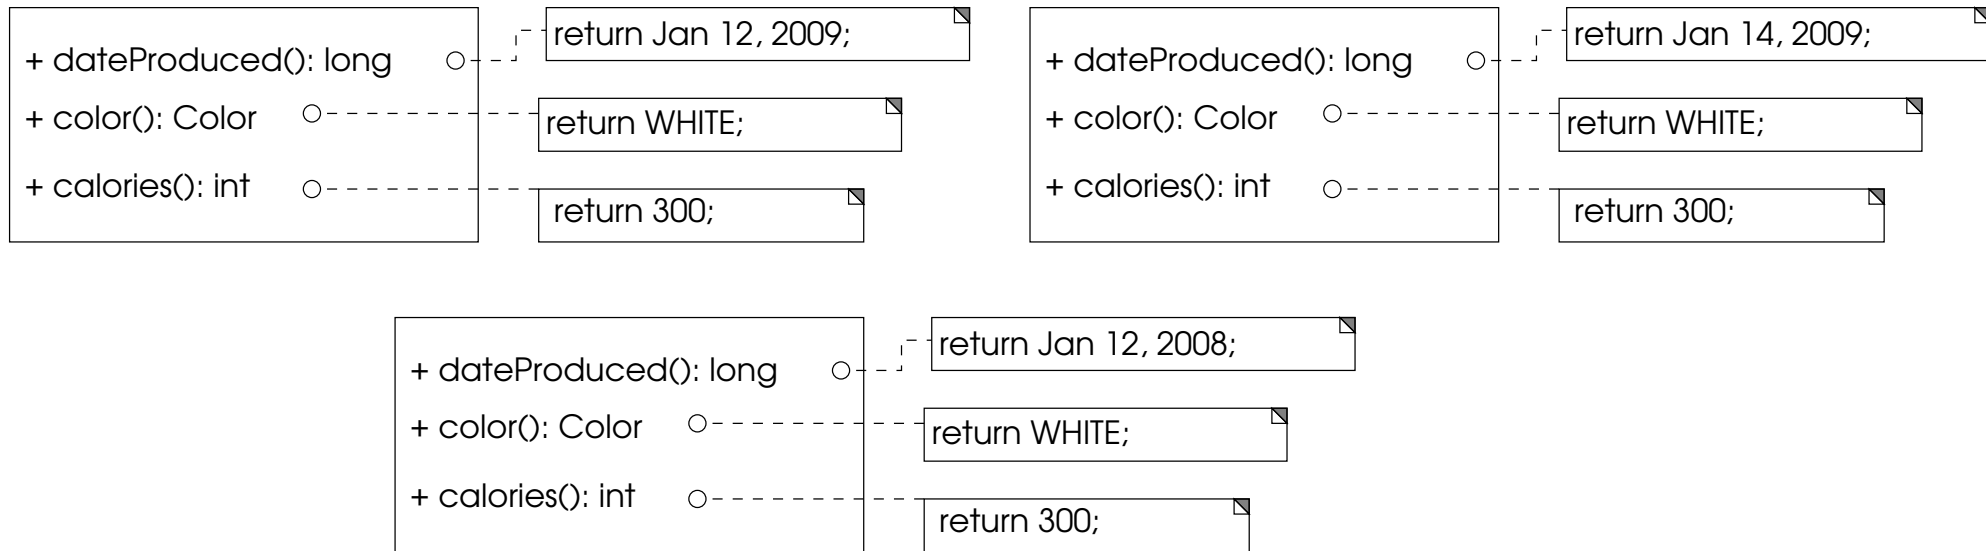 + dateProduced(): long
return Jan 12, 2009;
+ color(): Color
return WHITE;
+ calories(): int
return 300;
+ dateProduced(): long
return Jan 14, 2009;
+ color(): Color
return WHITE;
+ calories(): int
return 300;
+ dateProduced(): long
return Jan 12, 2008;
+ color(): Color
return WHITE;
+ calories(): int
return 300;